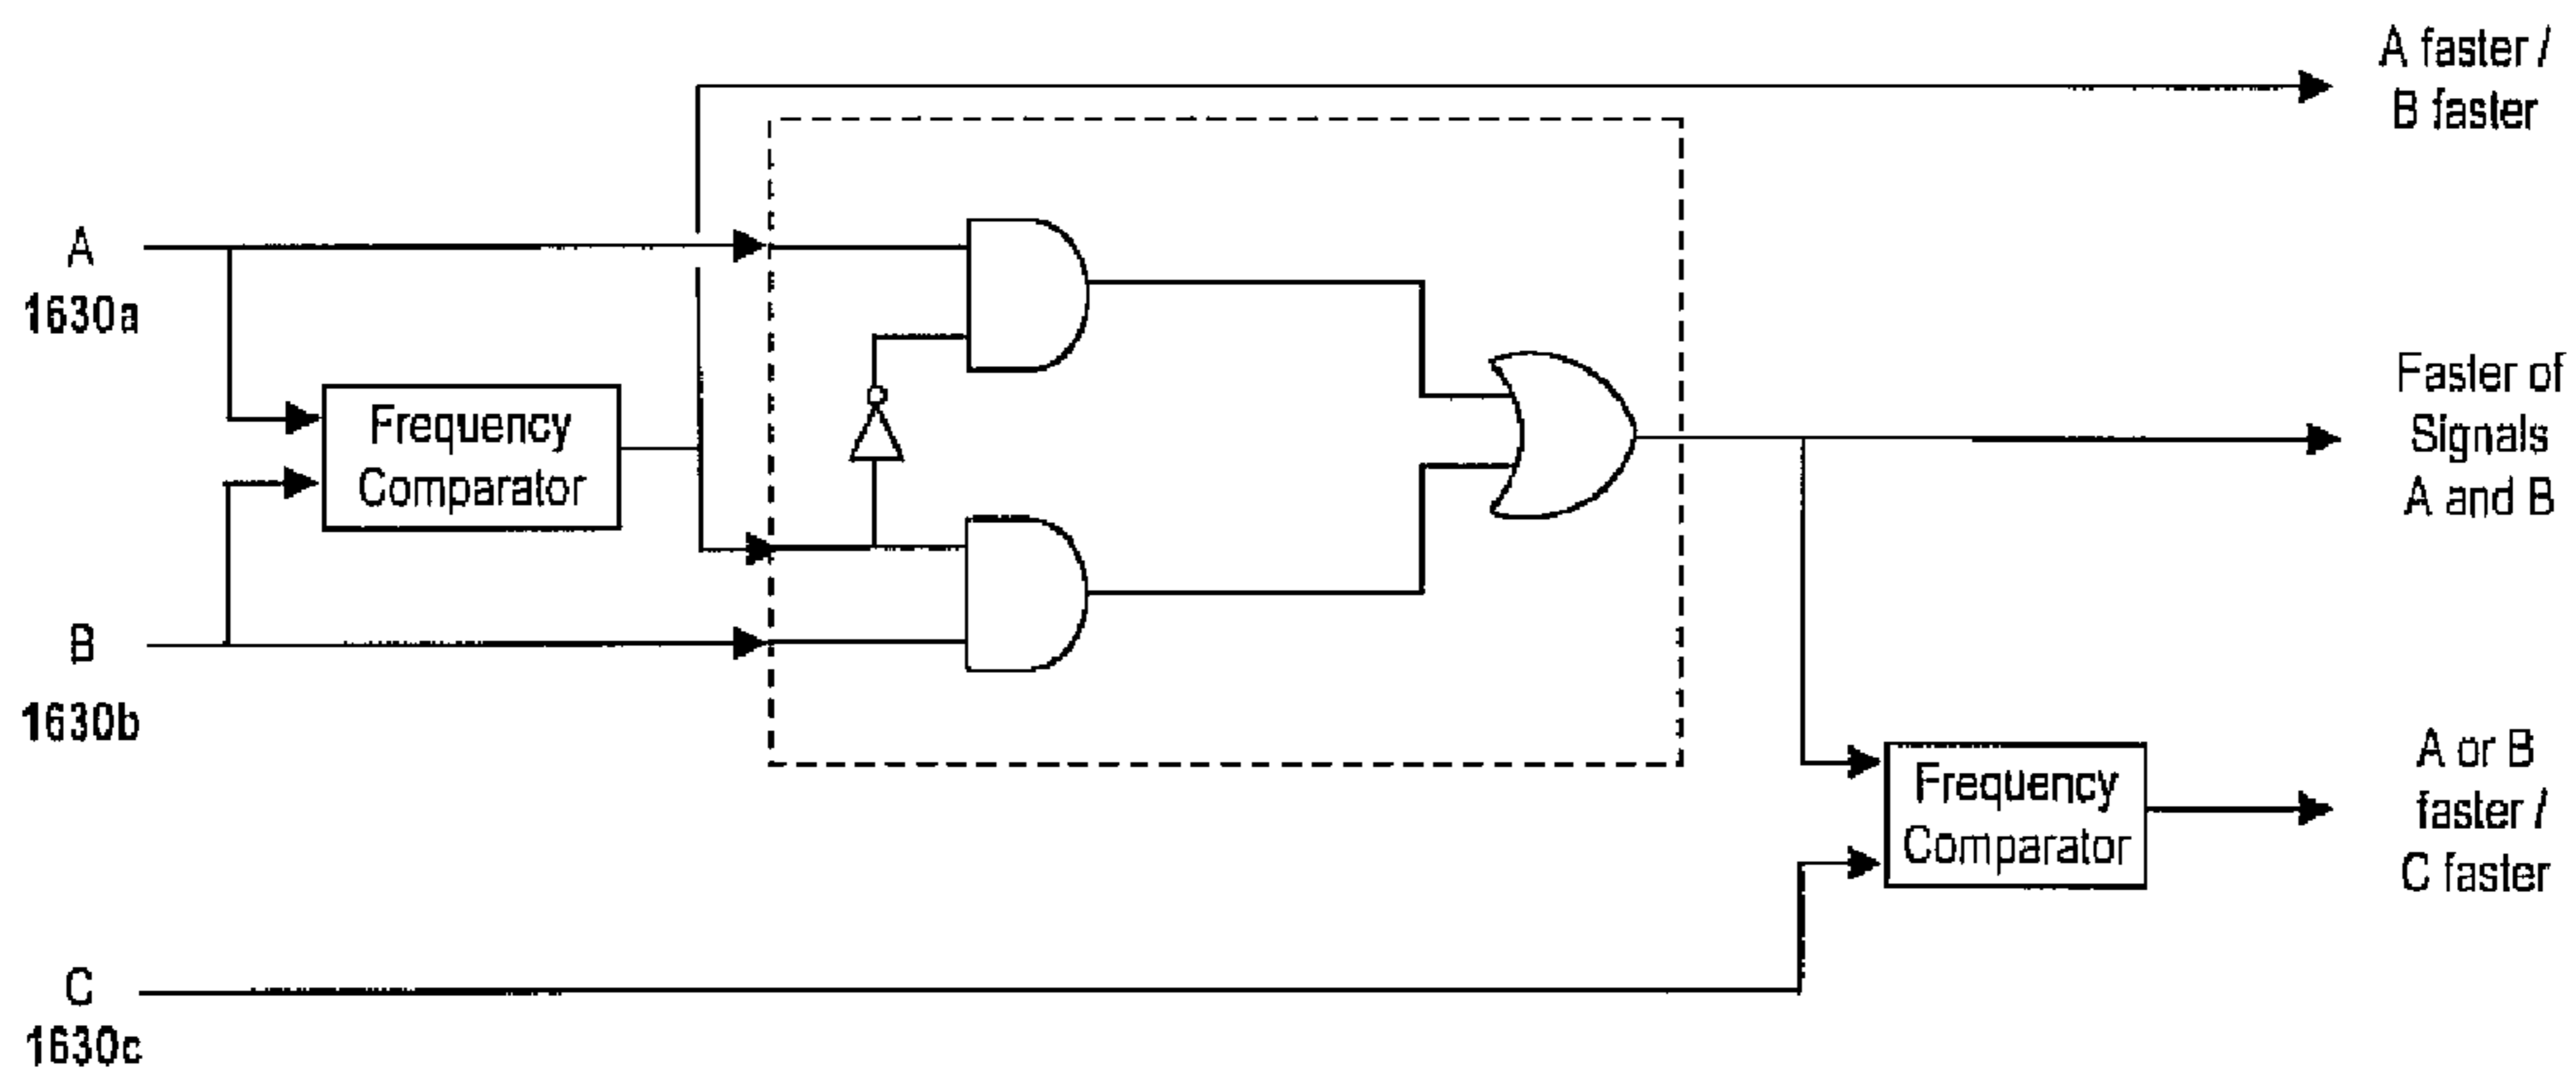 A faster /
B faster
A
1630a
Frequency
Comparator
Faster of
Signals
A and B
B
1630b
A or B
faster /
C faster
Frequency
Comparator
C
1630c